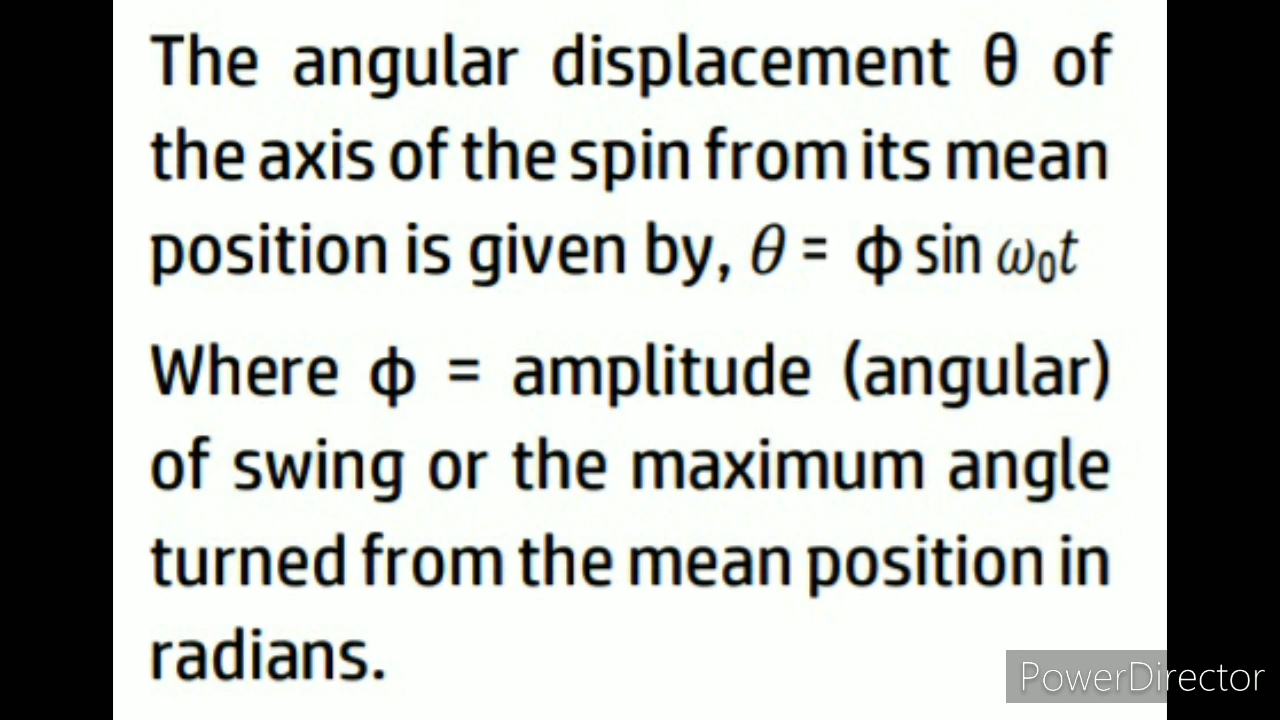 The angular displacement θ of
the axis of the spin from its mean
position is given by, θ = ϕ sin ω₀t
Where ϕ = amplitude (angular)
of swing or the maximum angle
turned from the mean position in
radians.
PowerDirector